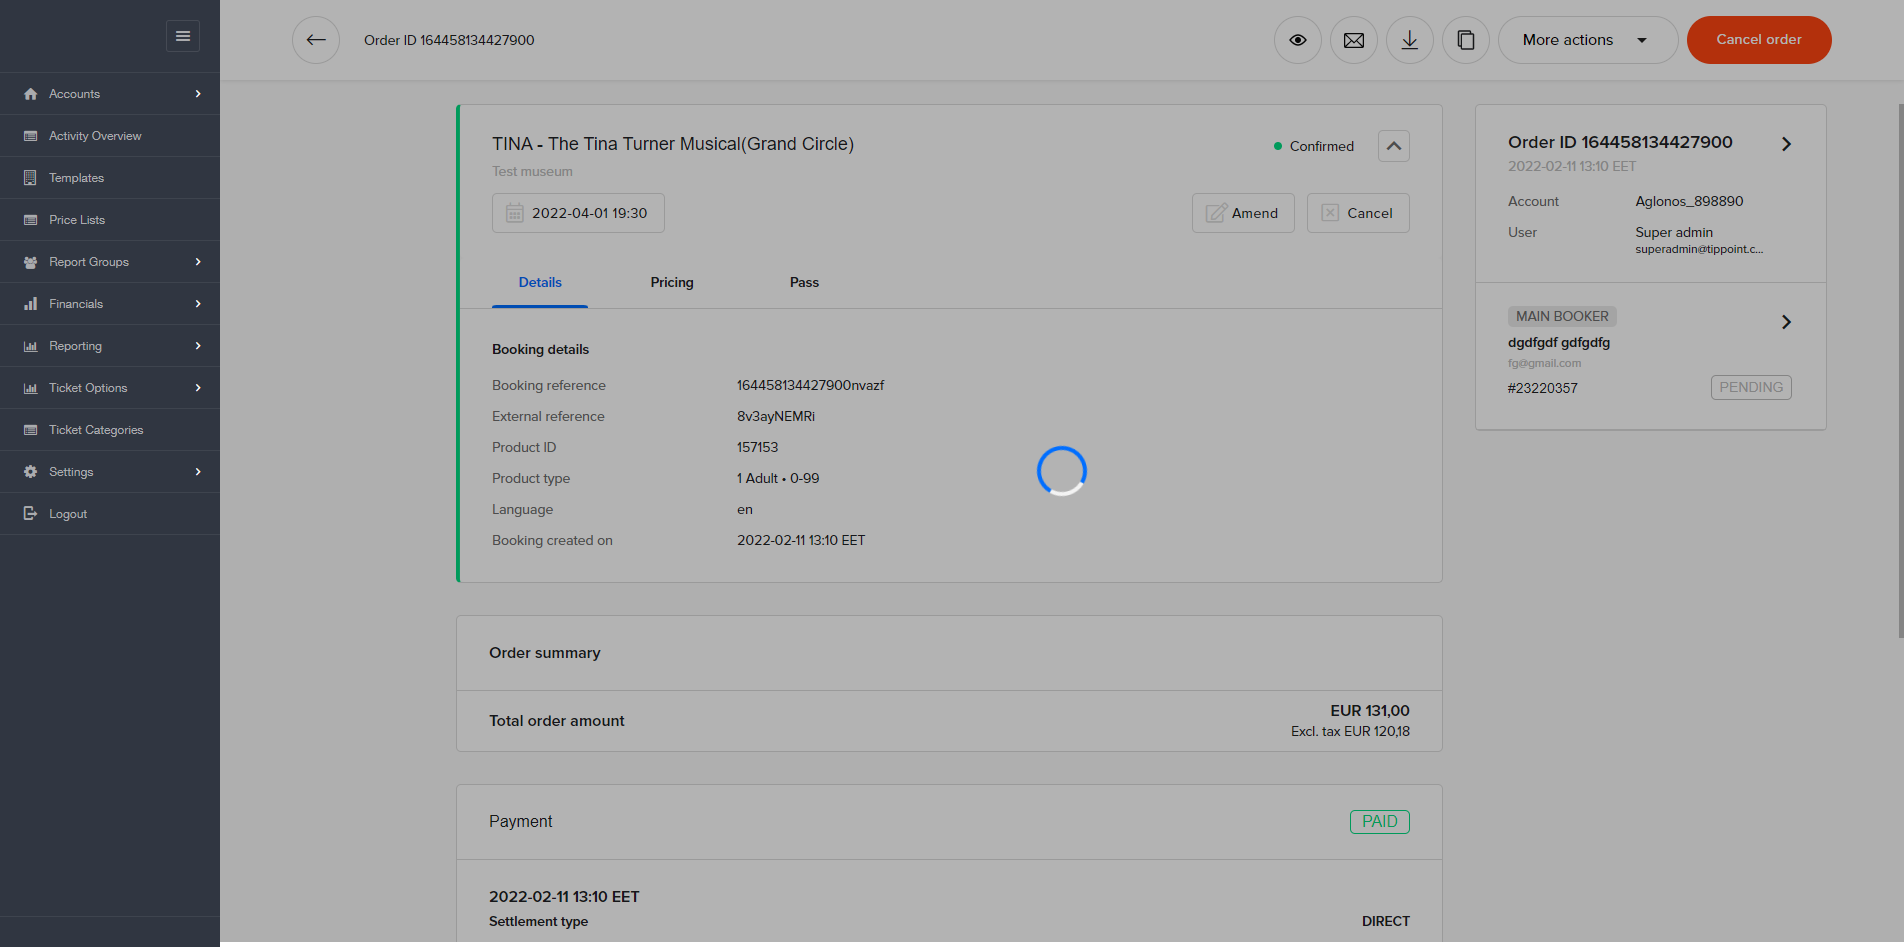 Order ID 164458134427900
More actions
Cancel order
Accounts
Activity Overview
Templates
Price Lists
Report Groups
Financials
Reporting
Ticket Options
Ticket Categories
Settings
Logout
TINA - The Tina Turner Musical(Grand Circle)
Confirmed
Test museum
2022-04-01 19:30
Amend
Cancel
Details
Pricing
Pass
Booking details
Booking reference 164458134427900nvazf
External reference 8v3ayNEMRi
Product ID 157153
Product type 1 Adult • 0-99
Language en
Booking created on 2022-02-11 13:10 EET
Order summary
Total order amount EUR 131,00
Excl. tax EUR 120,18
Payment PAID
2022-02-11 13:10 EET
Settlement type DIRECT
Order ID 164458134427900
2022-02-11 13:10 EET
Account Aglonos_898890
User Super admin
superadmin@tippoint.c...
MAIN BOOKER
dgdfgdf gdfgdfg
fg@gmail.com
#23220357 PENDING